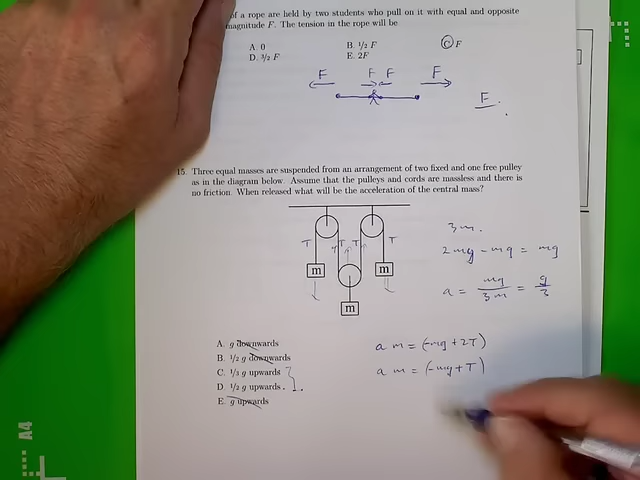 of a rope are held by two students who pull on it with equal and opposite
magnitude F. The tension in the rope will be
A. 0
B. 1/2 F
C F
D. 3/2 F
E. 2F
F F F F
F.
15. Three equal masses are suspended from an arrangement of two fixed and one free pulley
as in the diagram below. Assume that the pulleys and cords are massless and there is
no friction. When released what will be the acceleration of the central mass?
T T T T
m m
m
3m.
2mg - mg = mg
a = mg/3m = g/3
A. g downwards
B. 1/2 g downwards
C. 1/3 g upwards
D. 1/2 g upwards.
E. g upwards
a m = (-mg + 2T)
a m = (-mg + T)
A4